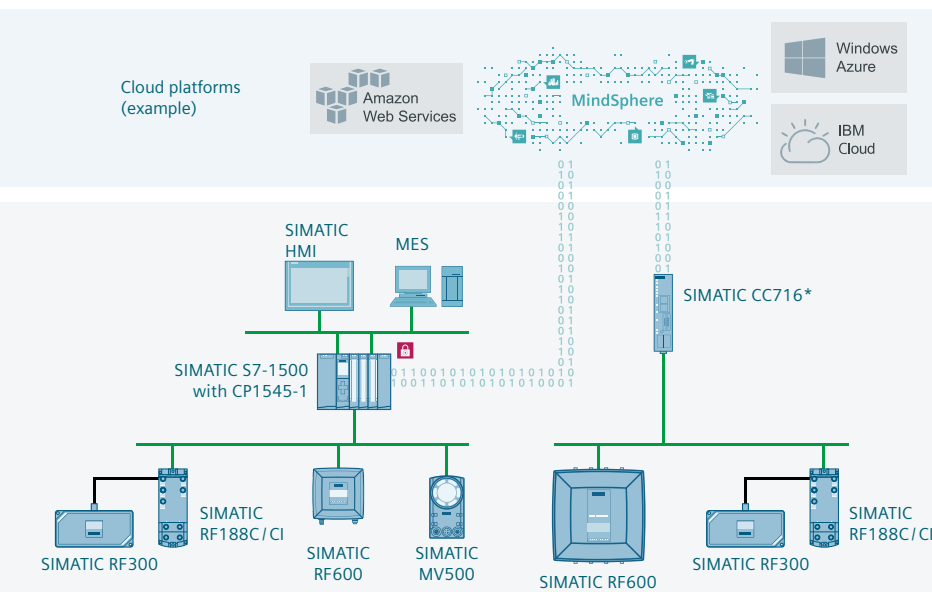 Cloud platforms
(example)
Amazon
Web Services
MindSphere
Windows
Azure
IBM
Cloud
SIMATIC
HMI
MES
SIMATIC CC716*
SIMATIC S7-1500
with CP1545-1
SIMATIC RF300
SIMATIC
RF188C/CI
SIMATIC
RF600
SIMATIC
MV500
SIMATIC RF600
SIMATIC RF300
SIMATIC
RF188C/CI